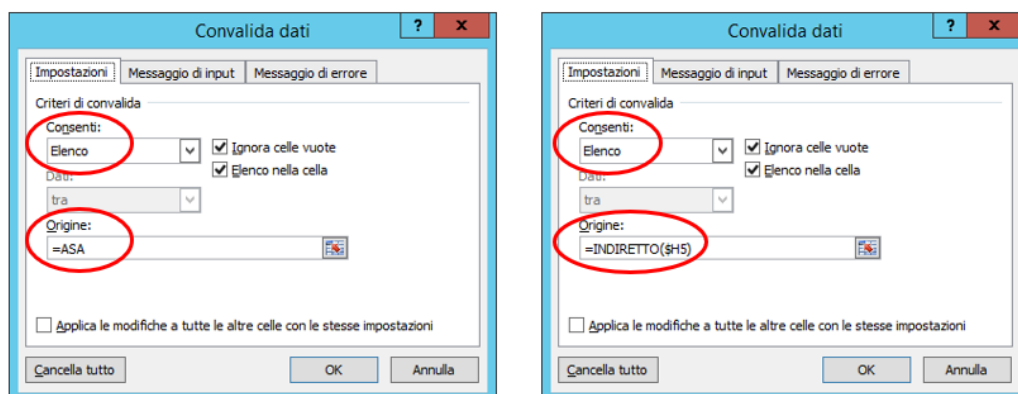 Convalida dati
?
x
Impostazioni
Messaggio di input
Messaggio di errore
Criteri di convalida
Consenti:
Elenco
Ignora celle vuote
Elenco nella cella
Dati:
tra
Origine:
=ASA
Applica le modifiche a tutte le altre celle con le stesse impostazioni
Cancella tutto
OK
Annulla
Convalida dati
?
x
Impostazioni
Messaggio di input
Messaggio di errore
Criteri di convalida
Consenti:
Elenco
Ignora celle vuote
Elenco nella cella
Dati:
tra
Origine:
=INDIRETTO($H5)
Applica le modifiche a tutte le altre celle con le stesse impostazioni
Cancella tutto
OK
Annulla